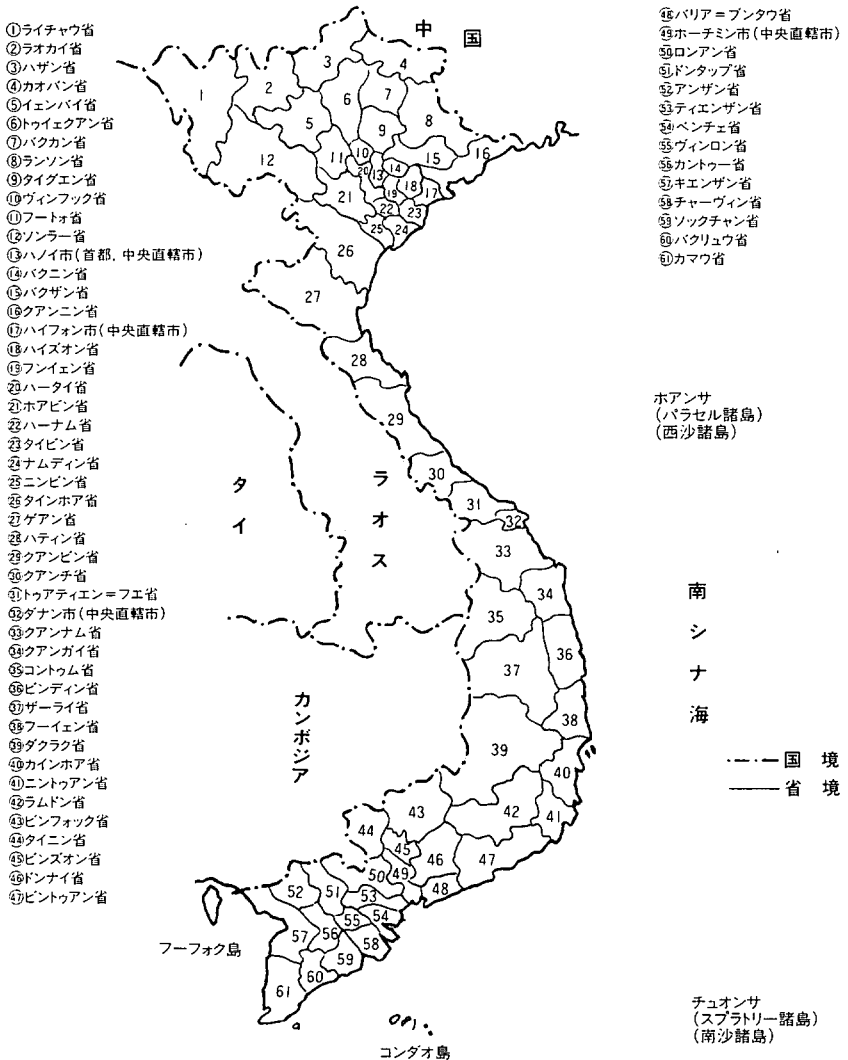 ①ライチャウ省
②ラオカイ省
③ハザン省
④カオバン省
⑤イェンバイ省
⑥トゥイェクアン省
⑦バクカン省
⑧ランソン省
⑨タイグエン省
⑩ヴィンフック省
⑪フートォ省
⑫ソンラー省
⑬ハノイ市(首都,中央直轄市)
⑭バクニン省
⑮バクザン省
⑯クアンニン省
⑰ハイフォン市(中央直轄市)
⑱ハイズオン省
⑲フンイェン省
⑳ハータイ省
㉑ホアビン省
㉒ハーナム省
㉓タイビン省
㉔ナムディン省
㉕ニンビン省
㉖タインホア省
㉗ゲアン省
㉘ハティン省
㉙クアンビン省
㉚クアンチ省
㉛トゥアティエン=フエ省
㉜ダナン市(中央直轄市)
㉝クアンナム省
㉞クアンガイ省
㉟コントゥム省
㊱ビンディン省
㊲ザーライ省
㊳フーイェン省
㊴ダクラク省
㊵カインホア省
㊶ニントゥアン省
㊷ラムドン省
㊸ビンフォック省
㊹タイニン省
㊺ビンズオン省
㊻ドンナイ省
㊼ビントゥアン省
㊽バリア=ブンタウ省
㊾ホーチミン市(中央直轄市)
㊿ロンアン省
51ドンタップ省
52アンザン省
53ティエンザン省
54ベンチェ省
55ヴィンロン省
56カントゥー省
57キエンザン省
58チャーヴィン省
59ソックチャン省
60バクリュウ省
61カマウ省
中国
1
2
3
4
5
6
7
8
9
10
11
12
13
14
15
16
17
18
19
20
21
22
23
24
25
26
27
28
29
30
31
32
33
34
35
36
37
38
39
40
41
42
43
44
45
46
47
48
49
50
51
52
53
54
55
56
57
58
59
60
61
タイ
ラオス
カンボジア
南シナ海
ホアンサ
(パラセル諸島)
(西沙諸島)
国境
省境
フーフォク島
コンダオ島
チュオンサ
(スプラトリー諸島)
(南沙諸島)